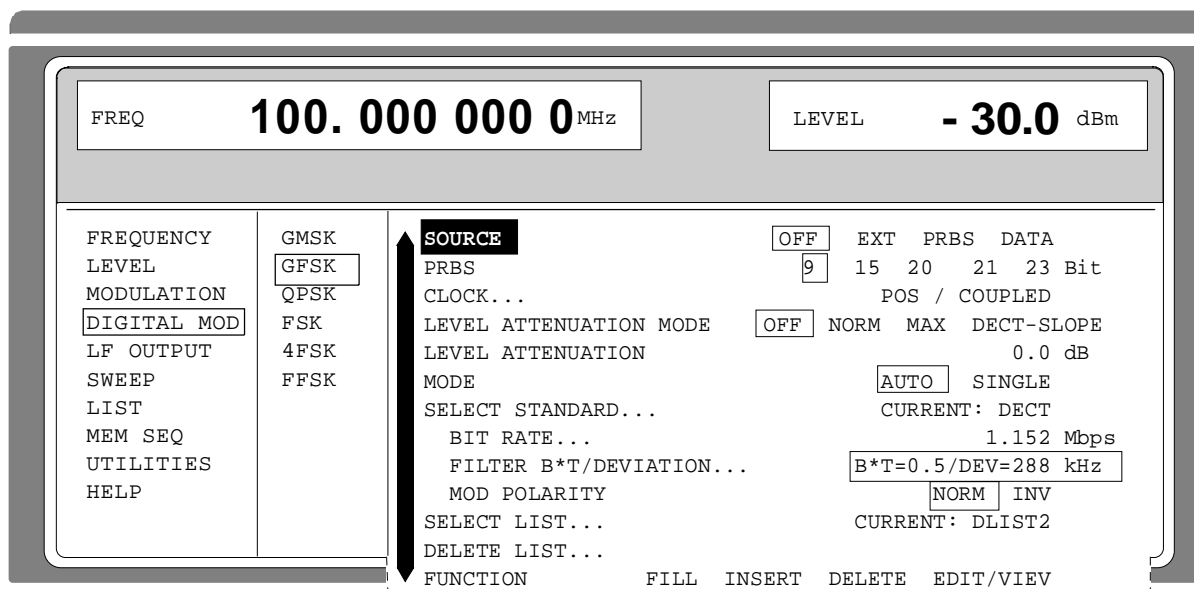 FREQ 100. 000 000 0 MHz LEVEL - 30.0 dBm
FREQUENCY GMSK SOURCE OFF EXT PRBS DATA
LEVEL GFSK PRBS 9 15 20 21 23 Bit
MODULATION QPSK CLOCK... POS / COUPLED
DIGITAL MOD FSK LEVEL ATTENUATION MODE OFF NORM MAX DECT-SLOPE
LF OUTPUT 4FSK LEVEL ATTENUATION 0.0 dB
SWEEP FFSK MODE AUTO SINGLE
LIST SELECT STANDARD... CURRENT: DECT
MEM SEQ BIT RATE... 1.152 Mbps
UTILITIES FILTER B*T/DEVIATION... B*T=0.5/DEV=288 kHz
HELP MOD POLARITY NORM INV
SELECT LIST... CURRENT: DLIST2
DELETE LIST...
FUNCTION FILL INSERT DELETE EDIT/VIEV